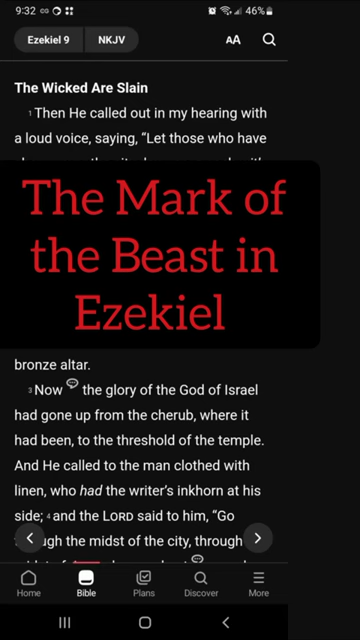 9:32
46%
Ezekiel 9 NKJV AA
The Wicked Are Slain
1 Then He called out in my hearing with
a loud voice, saying, “Let those who have
The Mark of
the Beast in
Ezekiel
bronze altar.
3 Now the glory of the God of Israel
had gone up from the cherub, where it
had been, to the threshold of the temple.
And He called to the man clothed with
linen, who had the writer’s inkhorn at his
side; 4 and the LORD said to him, “Go
the midst of the city, through
Home Bible Plans Discover More